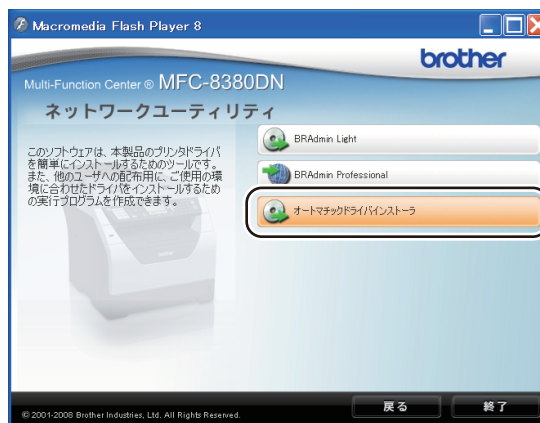 Macromedia Flash Player 8
brother
Multi-Function Center ® MFC-8380DN
ネットワークユーティリティ
このソフトウェアは、本製品のプリンタドライバ
を簡単にインストールするためのツールです。
また、他のユーザへの配布用に、ご使用の環
境に合わせたドライバをインストールするため
の実行プログラムを作成できます。
BRAdmin Light
BRAdmin Professional
オートマチックドライバインストーラ
© 2001-2008 Brother Industries, Ltd. All Rights Reserved.
戻る
終了